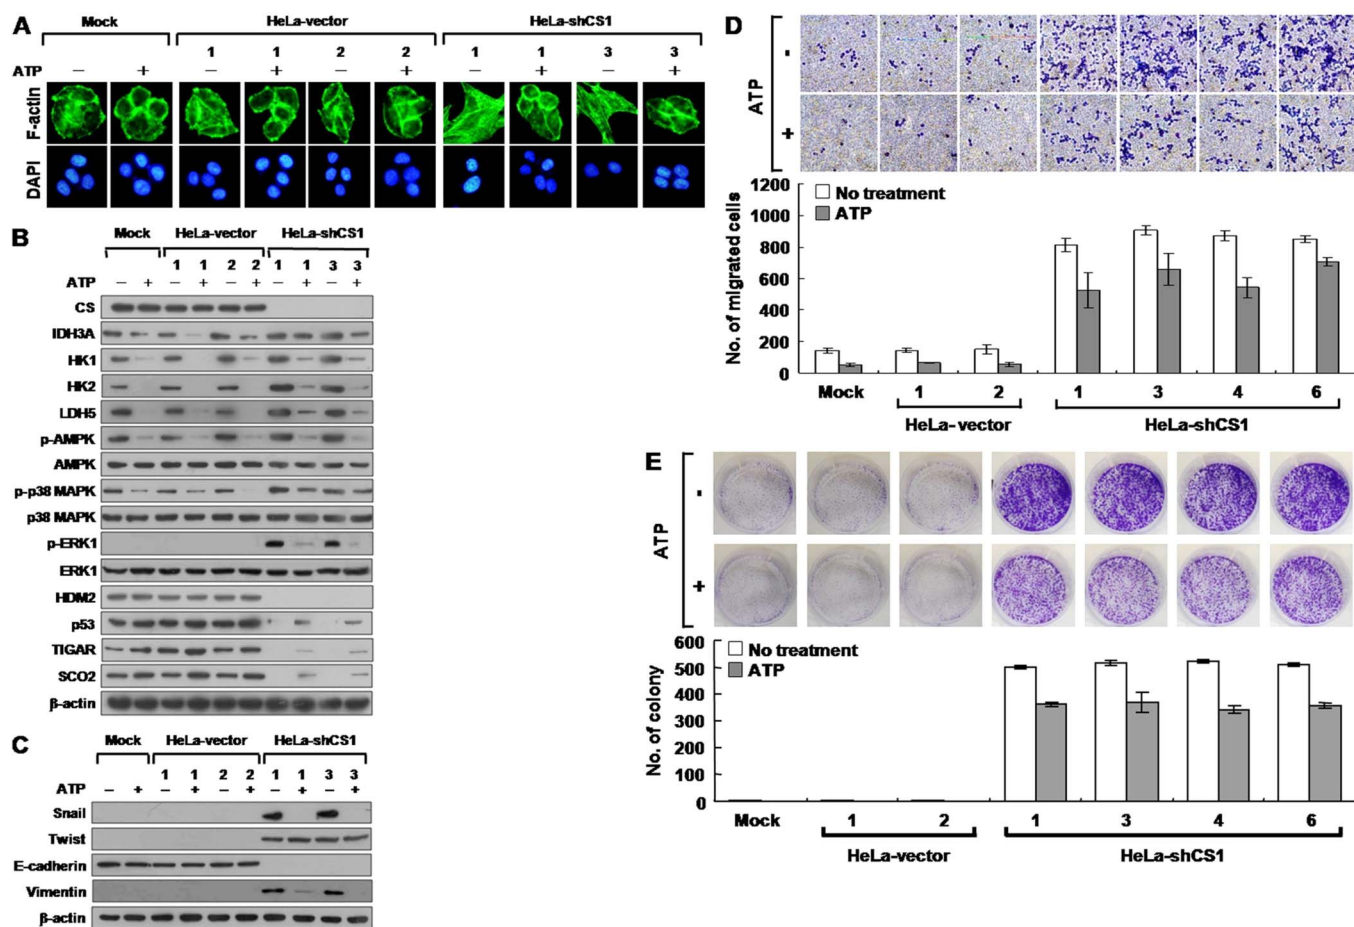 A
Mock HeLa-vector HeLa-shCS1
1 1 2 2 1 1 3 3
ATP – + – + – + – + – +
F-actin
DAPI
B
Mock HeLa-vector HeLa-shCS1
1 1 2 2 1 1 3 3
ATP – + – + – + – + – +
CS
IDH3A
HK1
HK2
LDH5
p-AMPK
AMPK
p-p38 MAPK
p38 MAPK
p-ERK1
ERK1
HDM2
p53
TIGAR
SCO2
β-actin
C
Mock HeLa-vector HeLa-shCS1
1 1 2 2 1 1 3 3
ATP – + – + – + – + – +
Snail
Twist
E-cadherin
Vimentin
β-actin
D
ATP
-
+
No. of migrated cells
1200
1000
800
600
400
200
0
No treatment
ATP
Mock 1 2 1 3 4 6
HeLa- vector HeLa-shCS1
E
ATP
-
+
No. of colony
600
500
400
300
200
100
0
No treatment
ATP
Mock 1 2 1 3 4 6
HeLa-vector HeLa-shCS1